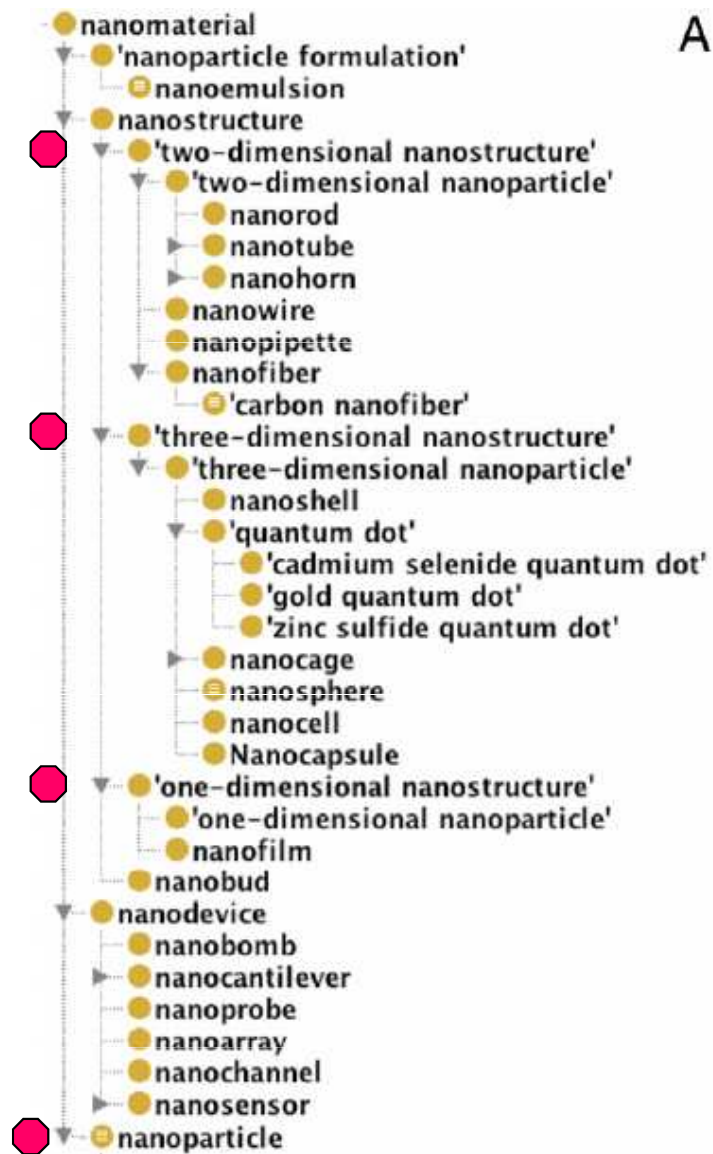 nanomaterial
A
'nanoparticle formulation'
nanoemulsion
nanostructure
'two-dimensional nanostructure'
'two-dimensional nanoparticle'
nanorod
nanotube
nanohorn
nanowire
nanopipette
nanofiber
'carbon nanofiber'
'three-dimensional nanostructure'
'three-dimensional nanoparticle'
nanoshell
'quantum dot'
'cadmium selenide quantum dot'
'gold quantum dot'
'zinc sulfide quantum dot'
nanocage
nanosphere
nanocell
Nanocapsule
'one-dimensional nanostructure'
'one-dimensional nanoparticle'
nanofilm
nanobud
nanodevice
nanobomb
nanocantilever
nanoprobe
nanoarray
nanochannel
nanosensor
nanoparticle